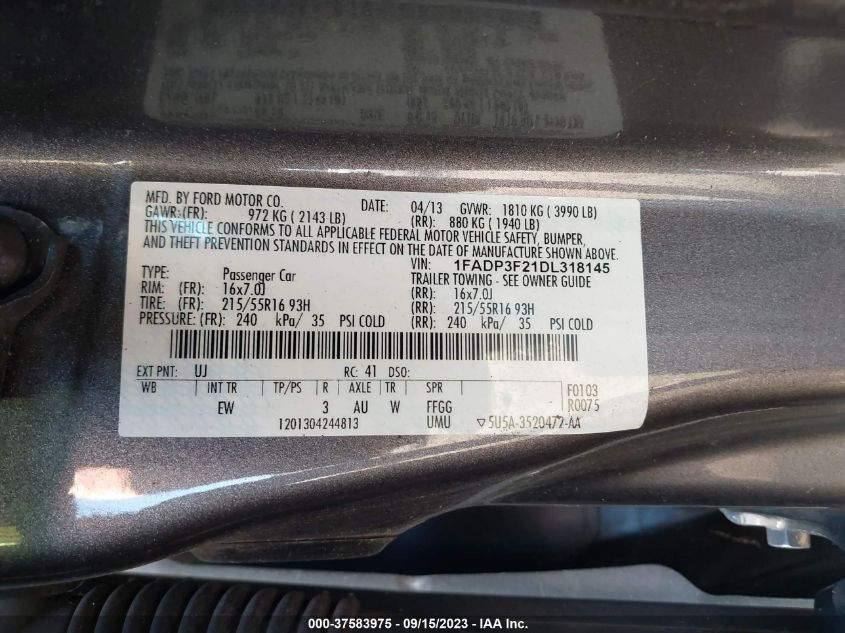 MFD. BY FORD MOTOR CO. DATE: 04/13 GVWR: 1810 KG ( 3990 LB)
GAWR: (FR): 972 KG ( 2143 LB) (RR): 880 KG ( 1940 LB)
THIS VEHICLE CONFORMS TO ALL APPLICABLE FEDERAL MOTOR VEHICLE SAFETY, BUMPER,
AND THEFT PREVENTION STANDARDS IN EFFECT ON THE DATE OF MANUFACTURE SHOWN ABOVE.
VIN: 1FADP3F21DL318145
TYPE: Passenger Car TRAILER TOWING - SEE OWNER GUIDE
RIM: (FR) 16x7.0J (RR): 16x7.0J
TIRE: (FR) 215/55R16 93H (RR): 215/55R16 93H
PRESSURE: (FR) 240 kPa/ 35 PSI COLD (RR): 240 kPa/ 35 PSI COLD
EXT PNT: UJ RC: 41 DSO:
WB INT TR TP/PS R AXLE TR SPR F0103
EW 3 AU W FFGG R0075
1201304244813 UMU ▽5U5A-3520472-AA
000-37583975 - 09/15/2023 - © IAA, Inc.